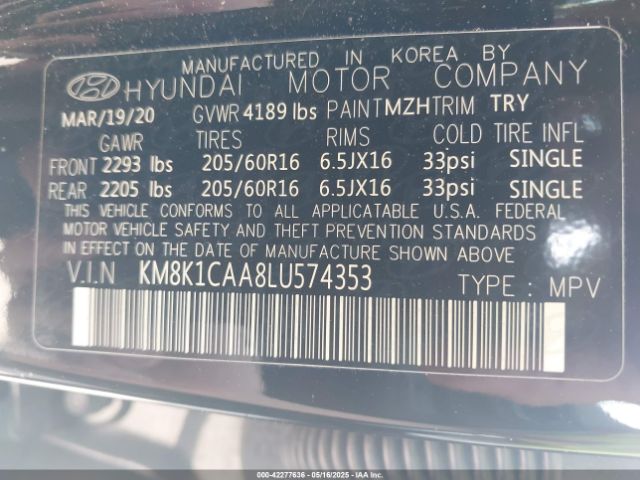 MANUFACTURED IN KOREA BY
HYUNDAI MOTOR COMPANY
MAR/19/20 GVWR 4189 lbs PAINT MZH TRIM TRY
GAWR TIRES RIMS COLD TIRE INFL
FRONT 2293 lbs 205/60R16 6.5JX16 33psi SINGLE
REAR 2205 lbs 205/60R16 6.5JX16 33psi SINGLE
THIS VEHICLE CONFORMS TO ALL APPLICATABLE U.S.A. FEDERAL
MOTOR VEHICLE SAFETY AND THEFT PREVENTION STANDARDS
IN EFFECT ON THE DATE OF MANUFACTURE SHOWN ABOVE
V.I.N KM8K1CAA8LU574353 TYPE : MPV
000-42277636 - 05/16/2025 - IAAI.COM